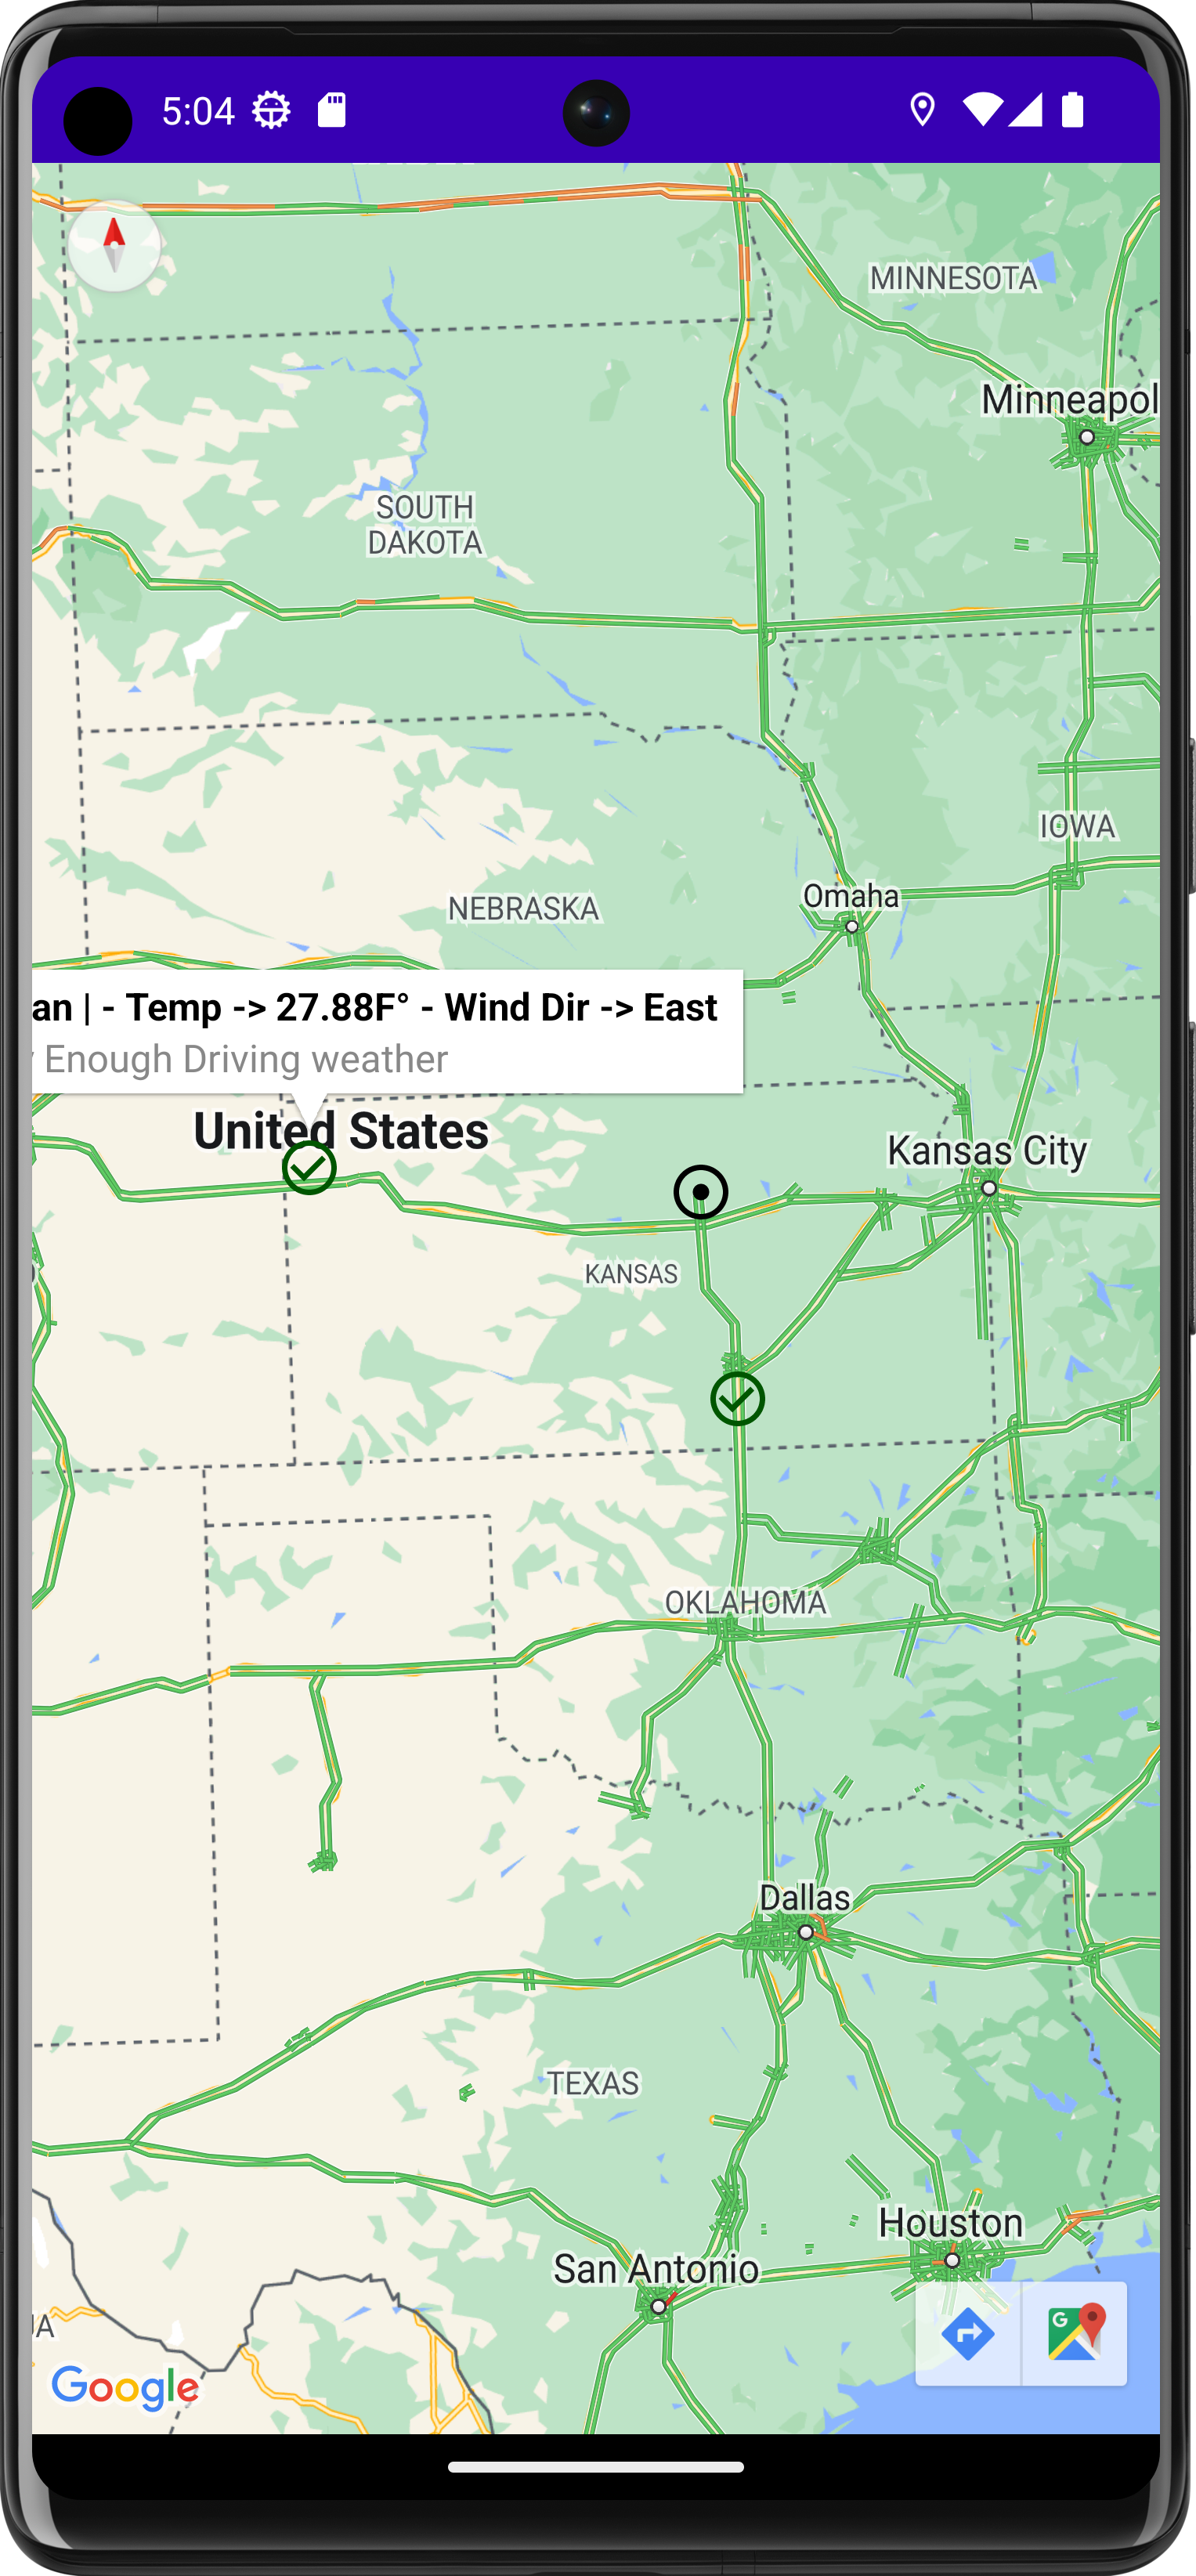 5:04
MINNESOTA
Minneapol
SOUTH
DAKOTA
IOWA
Omaha
NEBRASKA
an | - Temp -> 27.88F° - Wind Dir -> East
Enough Driving weather
United States
Kansas City
KANSAS
OKLAHOMA
Dallas
TEXAS
Houston
San Antonio
Google
G